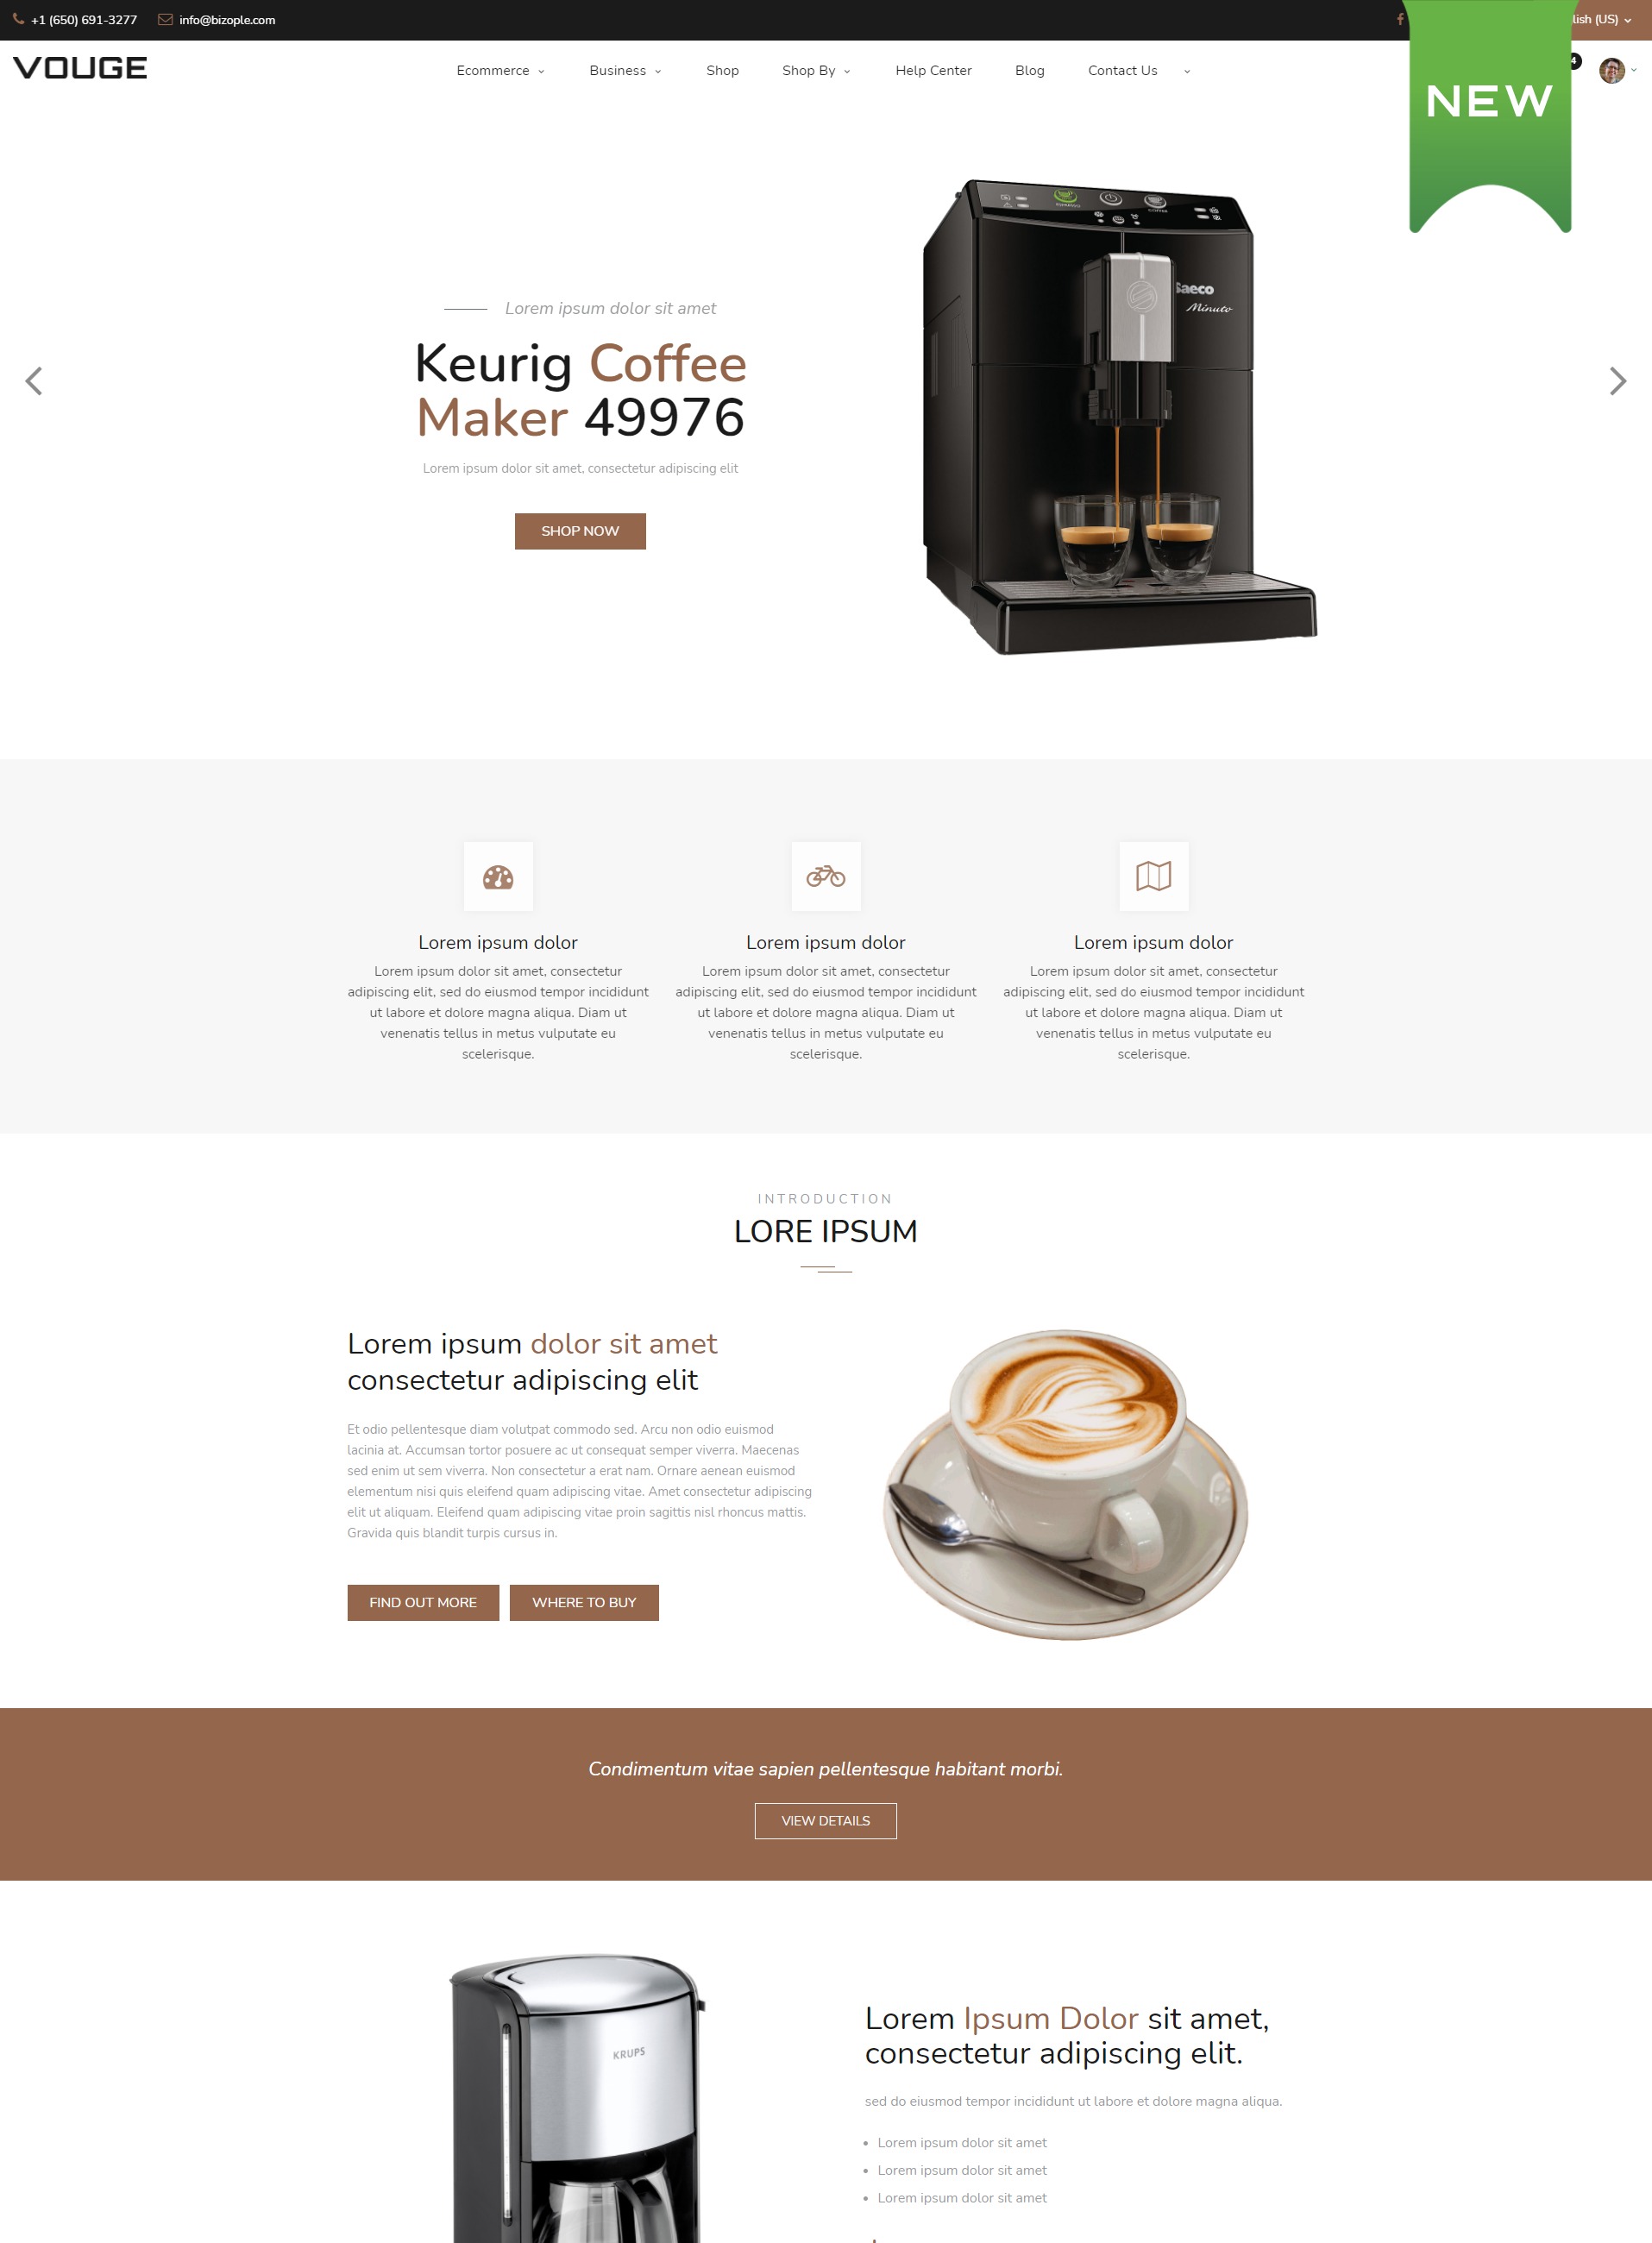 +1 (650) 691-3277 info@bizople.com
lish (US)
VOUGE
Ecommerce Business Shop Shop By Help Center Blog Contact Us
4
NEW
Saeco
Minuto
Lorem ipsum dolor sit amet
Keurig Coffee
Maker 49976
Lorem ipsum dolor sit amet, consectetur adipiscing elit
SHOP NOW
Lorem ipsum dolor
Lorem ipsum dolor sit amet, consectetur
adipiscing elit, sed do eiusmod tempor incididunt
ut labore et dolore magna aliqua. Diam ut
venenatis tellus in metus vulputate eu
scelerisque.
Lorem ipsum dolor
Lorem ipsum dolor sit amet, consectetur
adipiscing elit, sed do eiusmod tempor incididunt
ut labore et dolore magna aliqua. Diam ut
venenatis tellus in metus vulputate eu
scelerisque.
Lorem ipsum dolor
Lorem ipsum dolor sit amet, consectetur
adipiscing elit, sed do eiusmod tempor incididunt
ut labore et dolore magna aliqua. Diam ut
venenatis tellus in metus vulputate eu
scelerisque.
INTRODUCTION
LORE IPSUM
Lorem ipsum dolor sit amet
consectetur adipiscing elit
Et odio pellentesque diam volutpat commodo sed. Arcu non odio euismod
lacinia at. Accumsan tortor posuere ac ut consequat semper viverra. Maecenas
sed enim ut sem viverra. Non consectetur a erat nam. Ornare aenean euismod
elementum nisi quis eleifend quam adipiscing vitae. Amet consectetur adipiscing
elit ut aliquam. Eleifend quam adipiscing vitae proin sagittis nisl rhoncus mattis.
Gravida quis blandit turpis cursus in.
FIND OUT MORE WHERE TO BUY
Condimentum vitae sapien pellentesque habitant morbi.
VIEW DETAILS
KRUPS
Lorem Ipsum Dolor sit amet,
consectetur adipiscing elit.
sed do eiusmod tempor incididunt ut labore et dolore magna aliqua.
• Lorem ipsum dolor sit amet
• Lorem ipsum dolor sit amet
• Lorem ipsum dolor sit amet